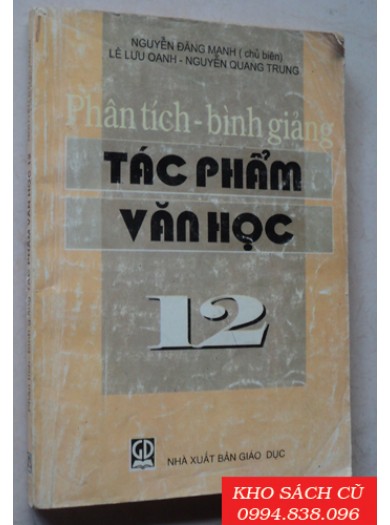 NGUYỄN ĐĂNG MẠNH ( chủ biên)
LÊ LƯU OANH - NGUYỄN QUANG TRUNG
Phân tích - bình giảng
TÁC PHẨM
VĂN HỌC
12
GD
NHÀ XUẤT BẢN GIÁO DỤC
KHO SÁCH CŨ
0994.838.096